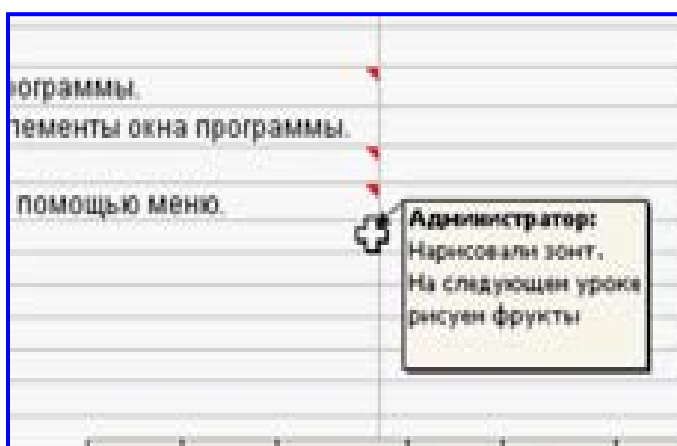 ограммы.
лементы окна программы.
помощью меню.
Администратор:
Нарисовали зонт.
На следующем уроке
рисуем фрукты